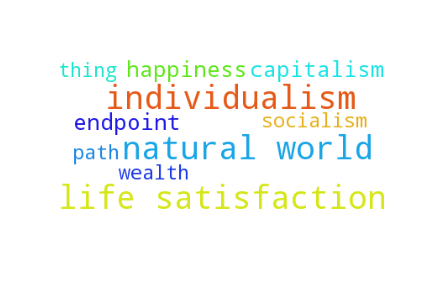 thing happiness capitalism
individualism
endpoint socialism
path natural world
wealth
life satisfaction